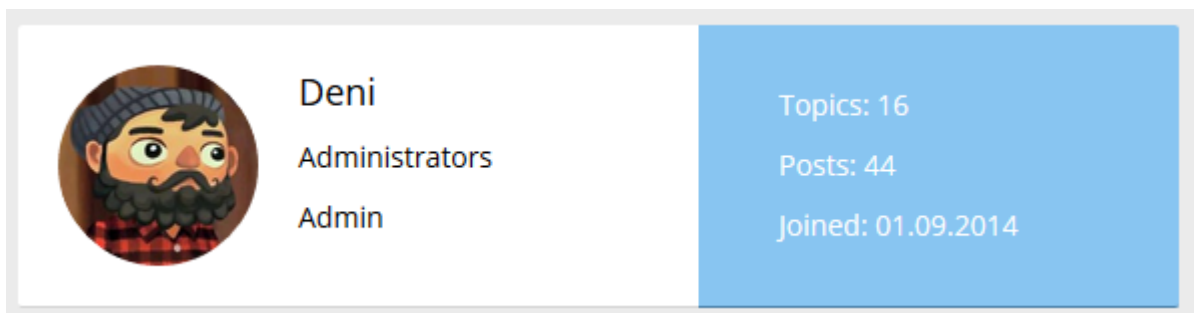 Deni
Administrators
Admin
Topics: 16
Posts: 44
Joined: 01.09.2014